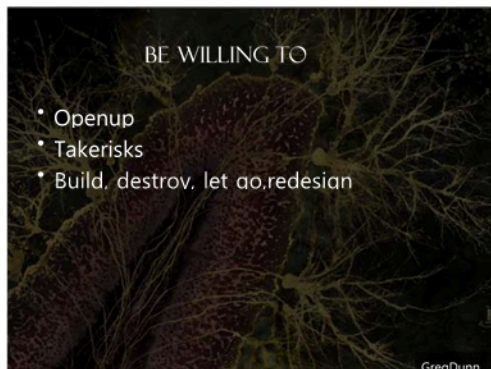 BE WILLING TO
• Openup
• Takerisks
• Build, destroy, let go,redesign
GregDunn